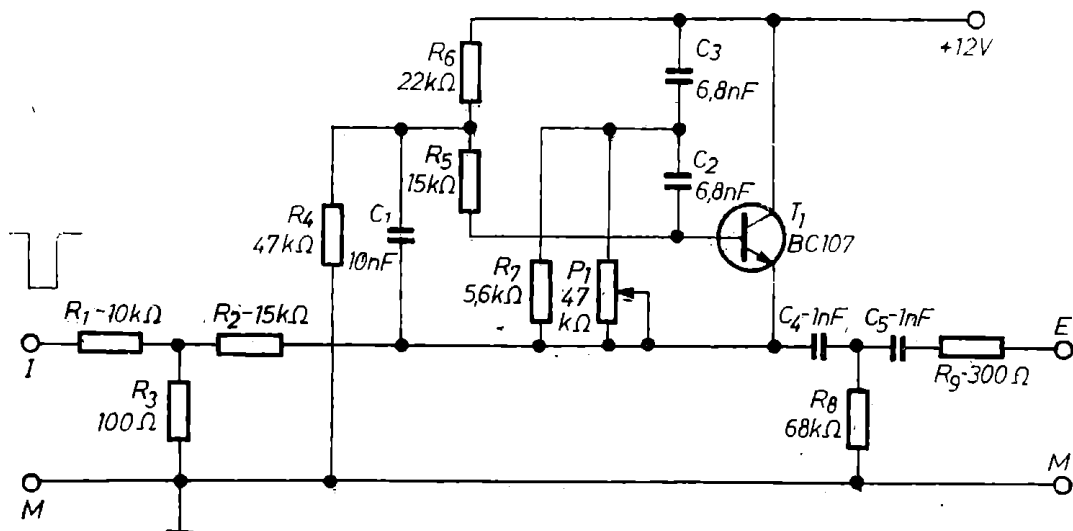 +12V
R6
22kΩ
C3
6,8nF
R5
15kΩ
C2
6,8nF
R4
47kΩ
C1
10nF
T1
BC107
R7
5,6kΩ
P1
47
kΩ
R1-10kΩ
R2-15kΩ
C4-1nF
C5-1nF
E
I
R9-300Ω
R3
100Ω
R8
68kΩ
M
M